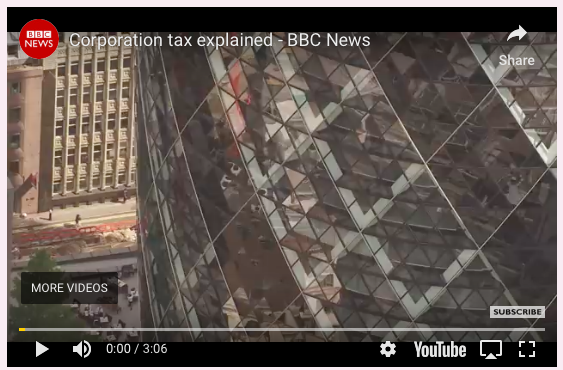 BBC
NEWS
Corporation tax explained - BBC News
Share
MORE VIDEOS
SUBSCRIBE
0:00 / 3:06
YouTube